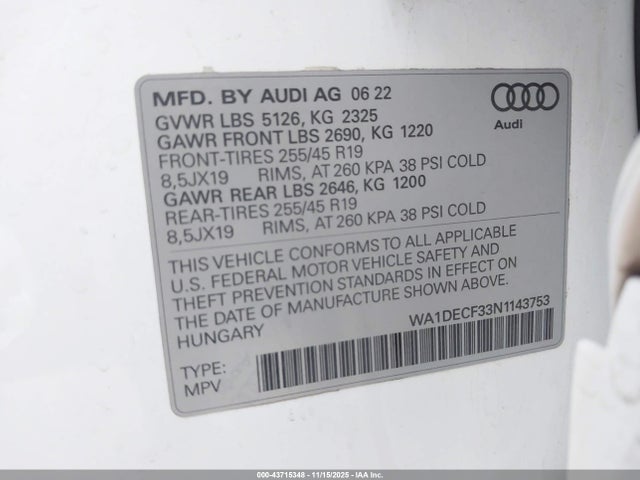 MFD. BY AUDI AG 06 22
GVWR LBS 5126, KG 2325
GAWR FRONT LBS 2690, KG 1220
FRONT-TIRES 255/45 R19
8,5JX19 RIMS, AT 260 KPA 38 PSI COLD
GAWR REAR LBS 2646, KG 1200
REAR-TIRES 255/45 R19
8,5JX19 RIMS, AT 260 KPA 38 PSI COLD
Audi
THIS VEHICLE CONFORMS TO ALL APPLICABLE
U.S. FEDERAL MOTOR VEHICLE SAFETY AND
THEFT PREVENTION STANDARDS IN EFFECT ON
THE DATE OF MANUFACTURE SHOWN ABOVE.
HUNGARY
WA1DECF33N1143753
TYPE:
MPV
000-43715348 - 11/15/2025 - IAA Inc.